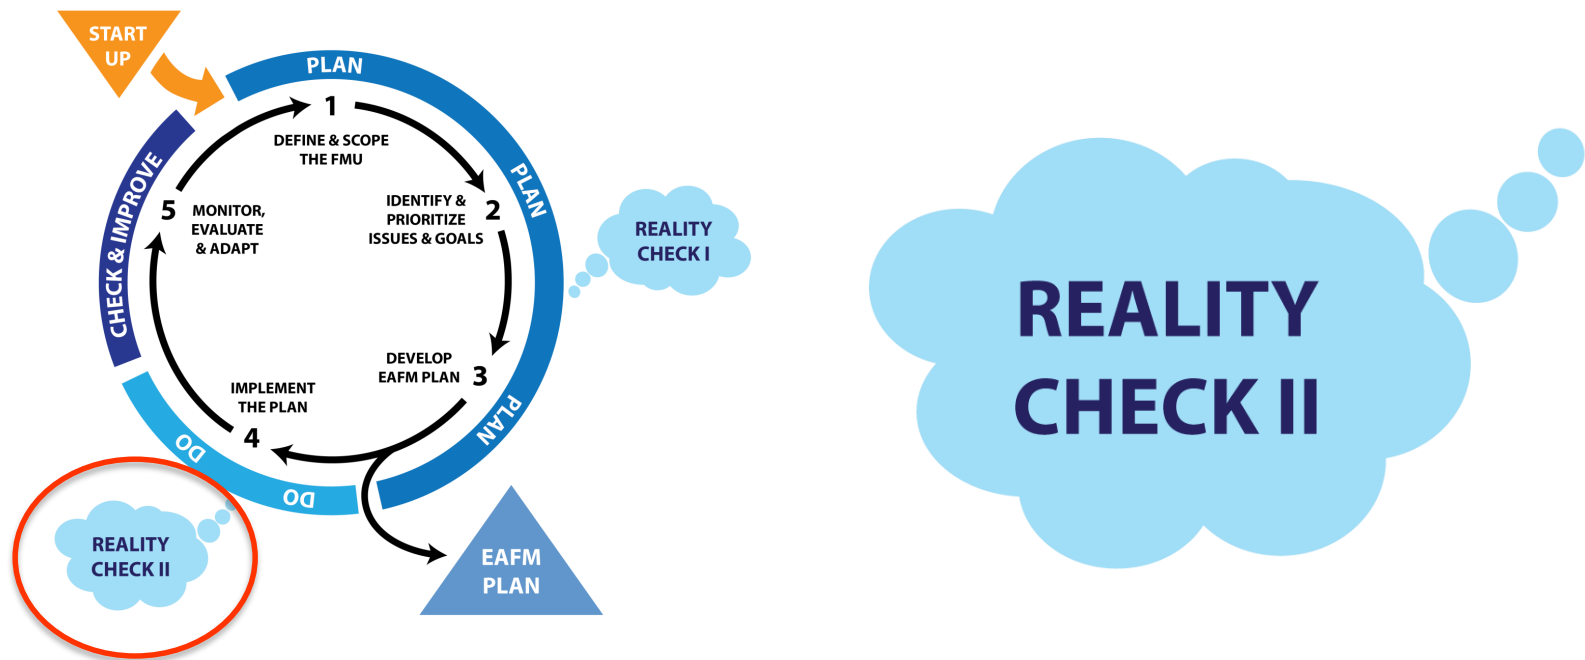 START
UP
PLAN
1
DEFINE & SCOPE
THE FMU
PLAN
IDENTIFY &
PRIORITIZE
ISSUES & GOALS
2
REALITY
CHECK I
DEVELOP
EAFM PLAN
3
PLAN
EAFM
PLAN
IMPLEMENT
THE PLAN
4
DO
DO
REALITY
CHECK II
5
MONITOR,
EVALUATE
& ADAPT
CHECK & IMPROVE
REALITY
CHECK II